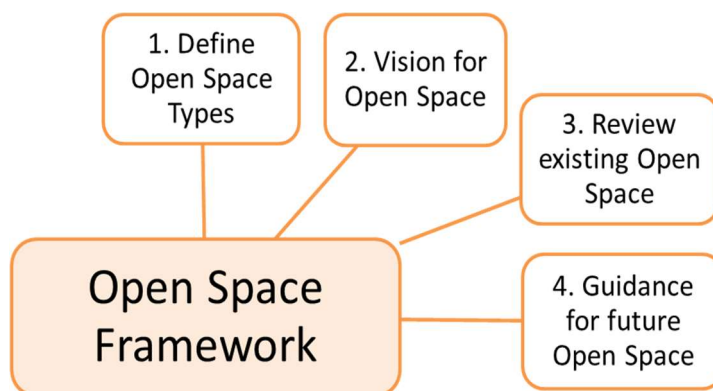 1. Define
Open Space
Types
2. Vision for
Open Space
3. Review
existing Open
Space
4. Guidance
for future
Open Space
Open Space
Framework